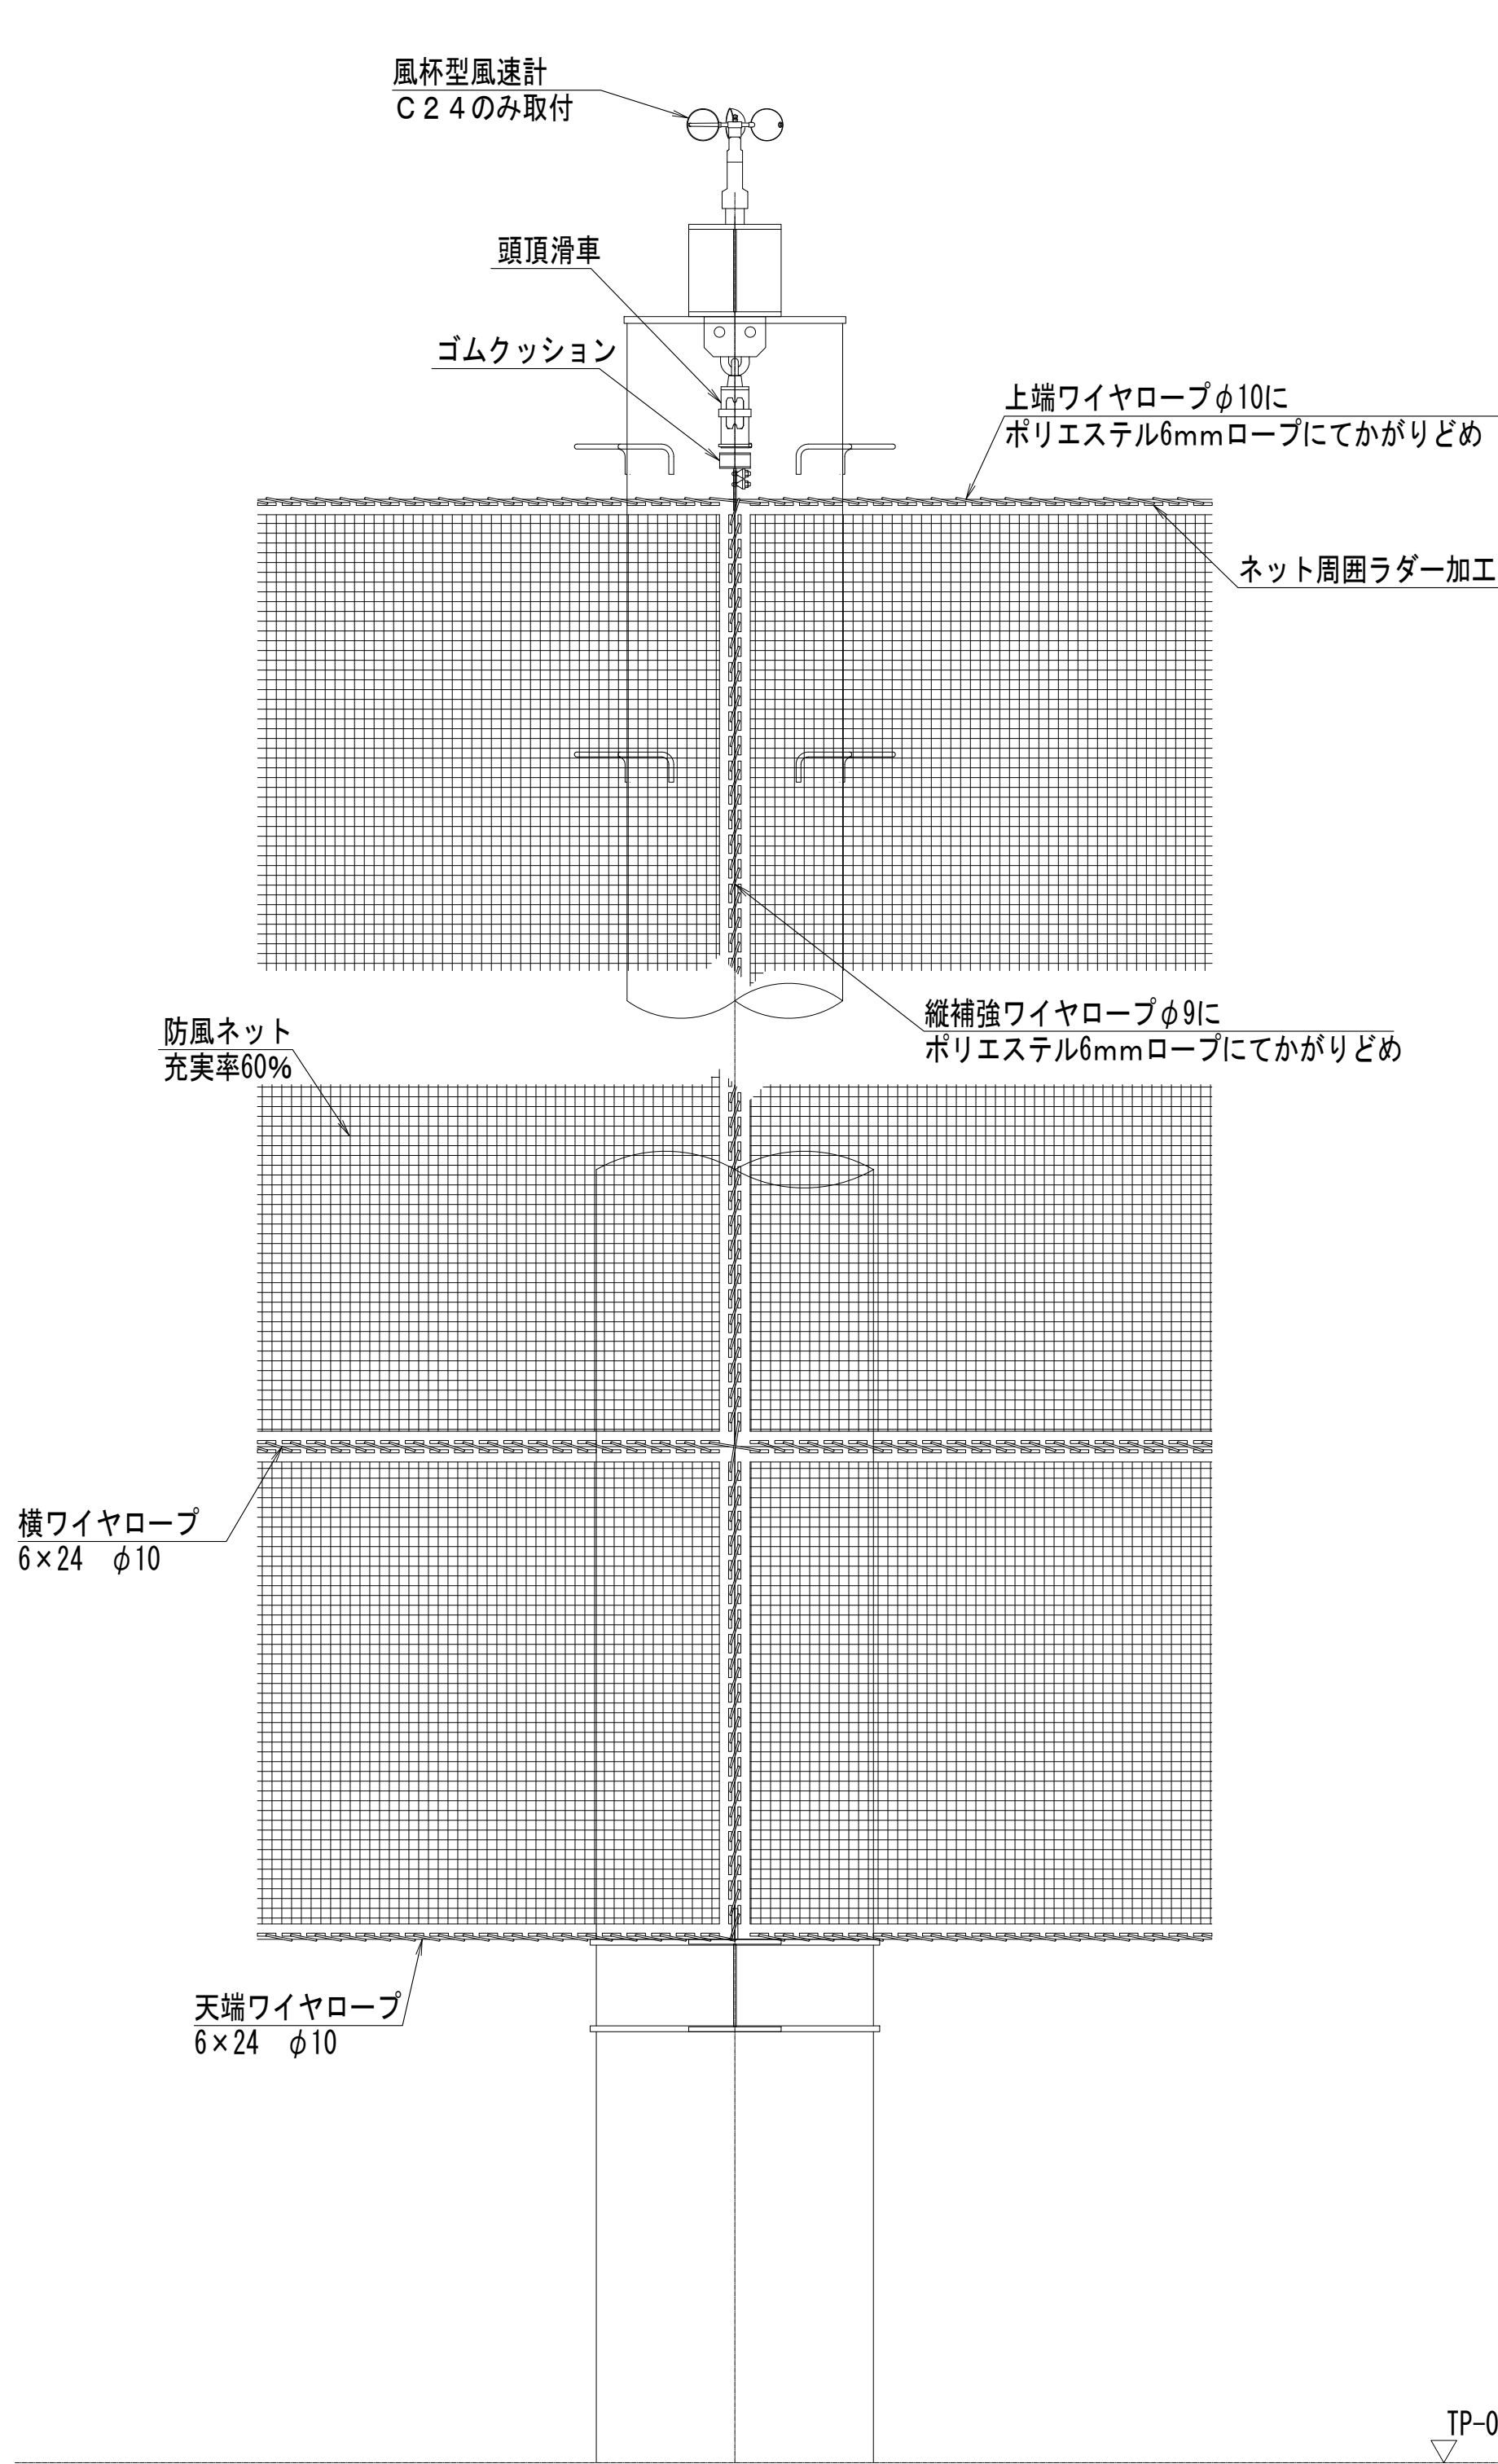 風杯型風速計
Ｃ２４のみ取付
頭頂滑車
ゴムクッション
上端ワイヤロープφ10に
ポリエステル6mmロープにてかがりどめ
ネット周囲ラダー加工
縦補強ワイヤロープφ9に
ポリエステル6mmロープにてかがりどめ
防風ネット
充実率60%
横ワイヤロープ
6×24　φ10
天端ワイヤロープ
6×24　φ10
TP-0